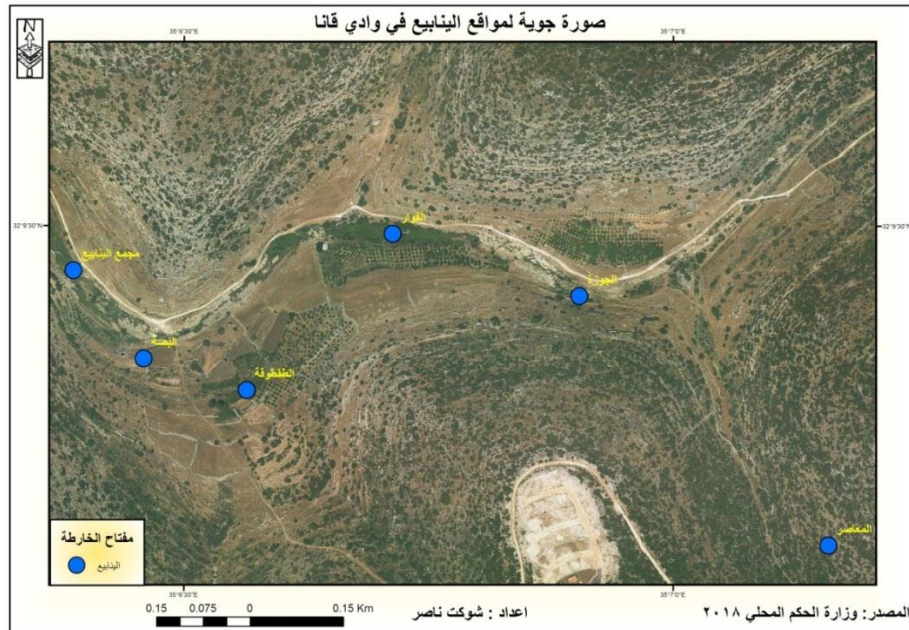 صورة جوية لمواقع الينابيع في وادي قانا
N
35°6'30"E
35°7'0"E
32°9'30"N
32°9'30"N
الفوار
مجمع الينابيع
الجوزة
البصة
الطفطوفة
المعاصر
مفتاح الخارطة
الينابيع
35°6'30"E
35°7'0"E
0.15 0.075 0 0.15 Km
اعداد : شوكت ناصر
المصدر: وزارة الحكم المحلي ٢٠١٨